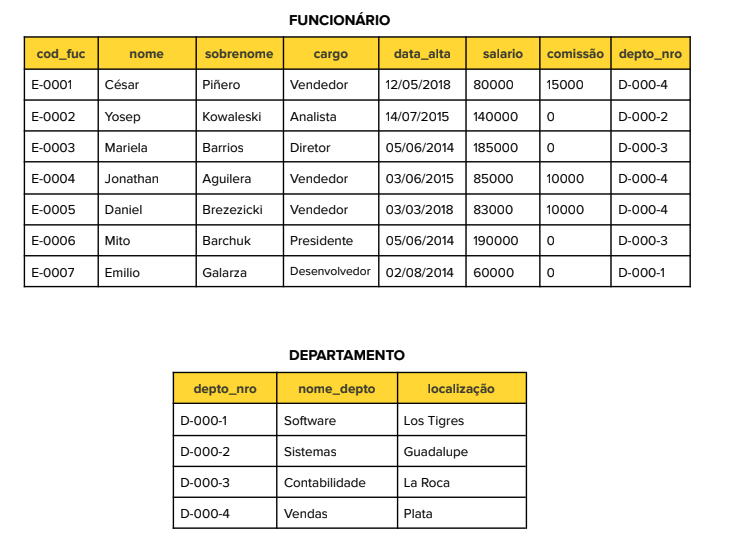 FUNCIONÁRIO
cod_fuc nome sobrenome cargo data_alta salario comissão depto_nro
E-0001 César Piñero Vendedor 12/05/2018 80000 15000 D-000-4
E-0002 Yosep Kowaleski Analista 14/07/2015 140000 0 D-000-2
E-0003 Mariela Barrios Diretor 05/06/2014 185000 0 D-000-3
E-0004 Jonathan Aguilera Vendedor 03/06/2015 85000 10000 D-000-4
E-0005 Daniel Brezezicki Vendedor 03/03/2018 83000 10000 D-000-4
E-0006 Mito Barchuk Presidente 05/06/2014 190000 0 D-000-3
E-0007 Emilio Galarza Desenvolvedor 02/08/2014 60000 0 D-000-1
DEPARTAMENTO
depto_nro nome_depto localização
D-000-1 Software Los Tigres
D-000-2 Sistemas Guadalupe
D-000-3 Contabilidade La Roca
D-000-4 Vendas Plata